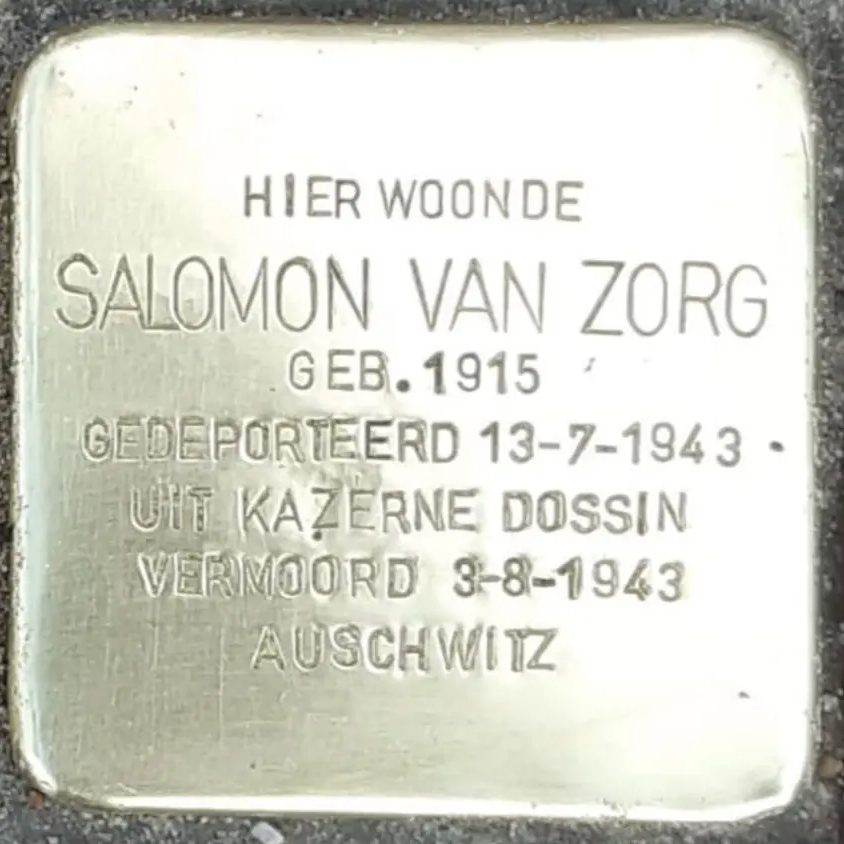 HIER WOONDE
SALOMON VAN ZORG
GEB. 1915
GEDEPORTEERD 13-7-1943
UIT KAZERNE DOSSIN
VERMOORD 3-8-1943
AUSCHWITZ